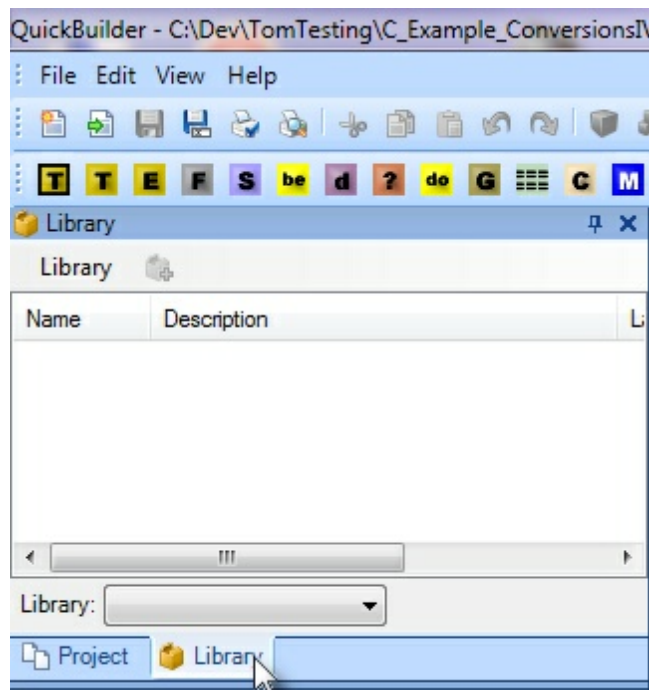 QuickBuilder - C:\Dev\TomTesting\C_Example_Conversions
File Edit View Help
T T E F S be d ? do G C M
Library
Library
Name Description
Library:
Project Library